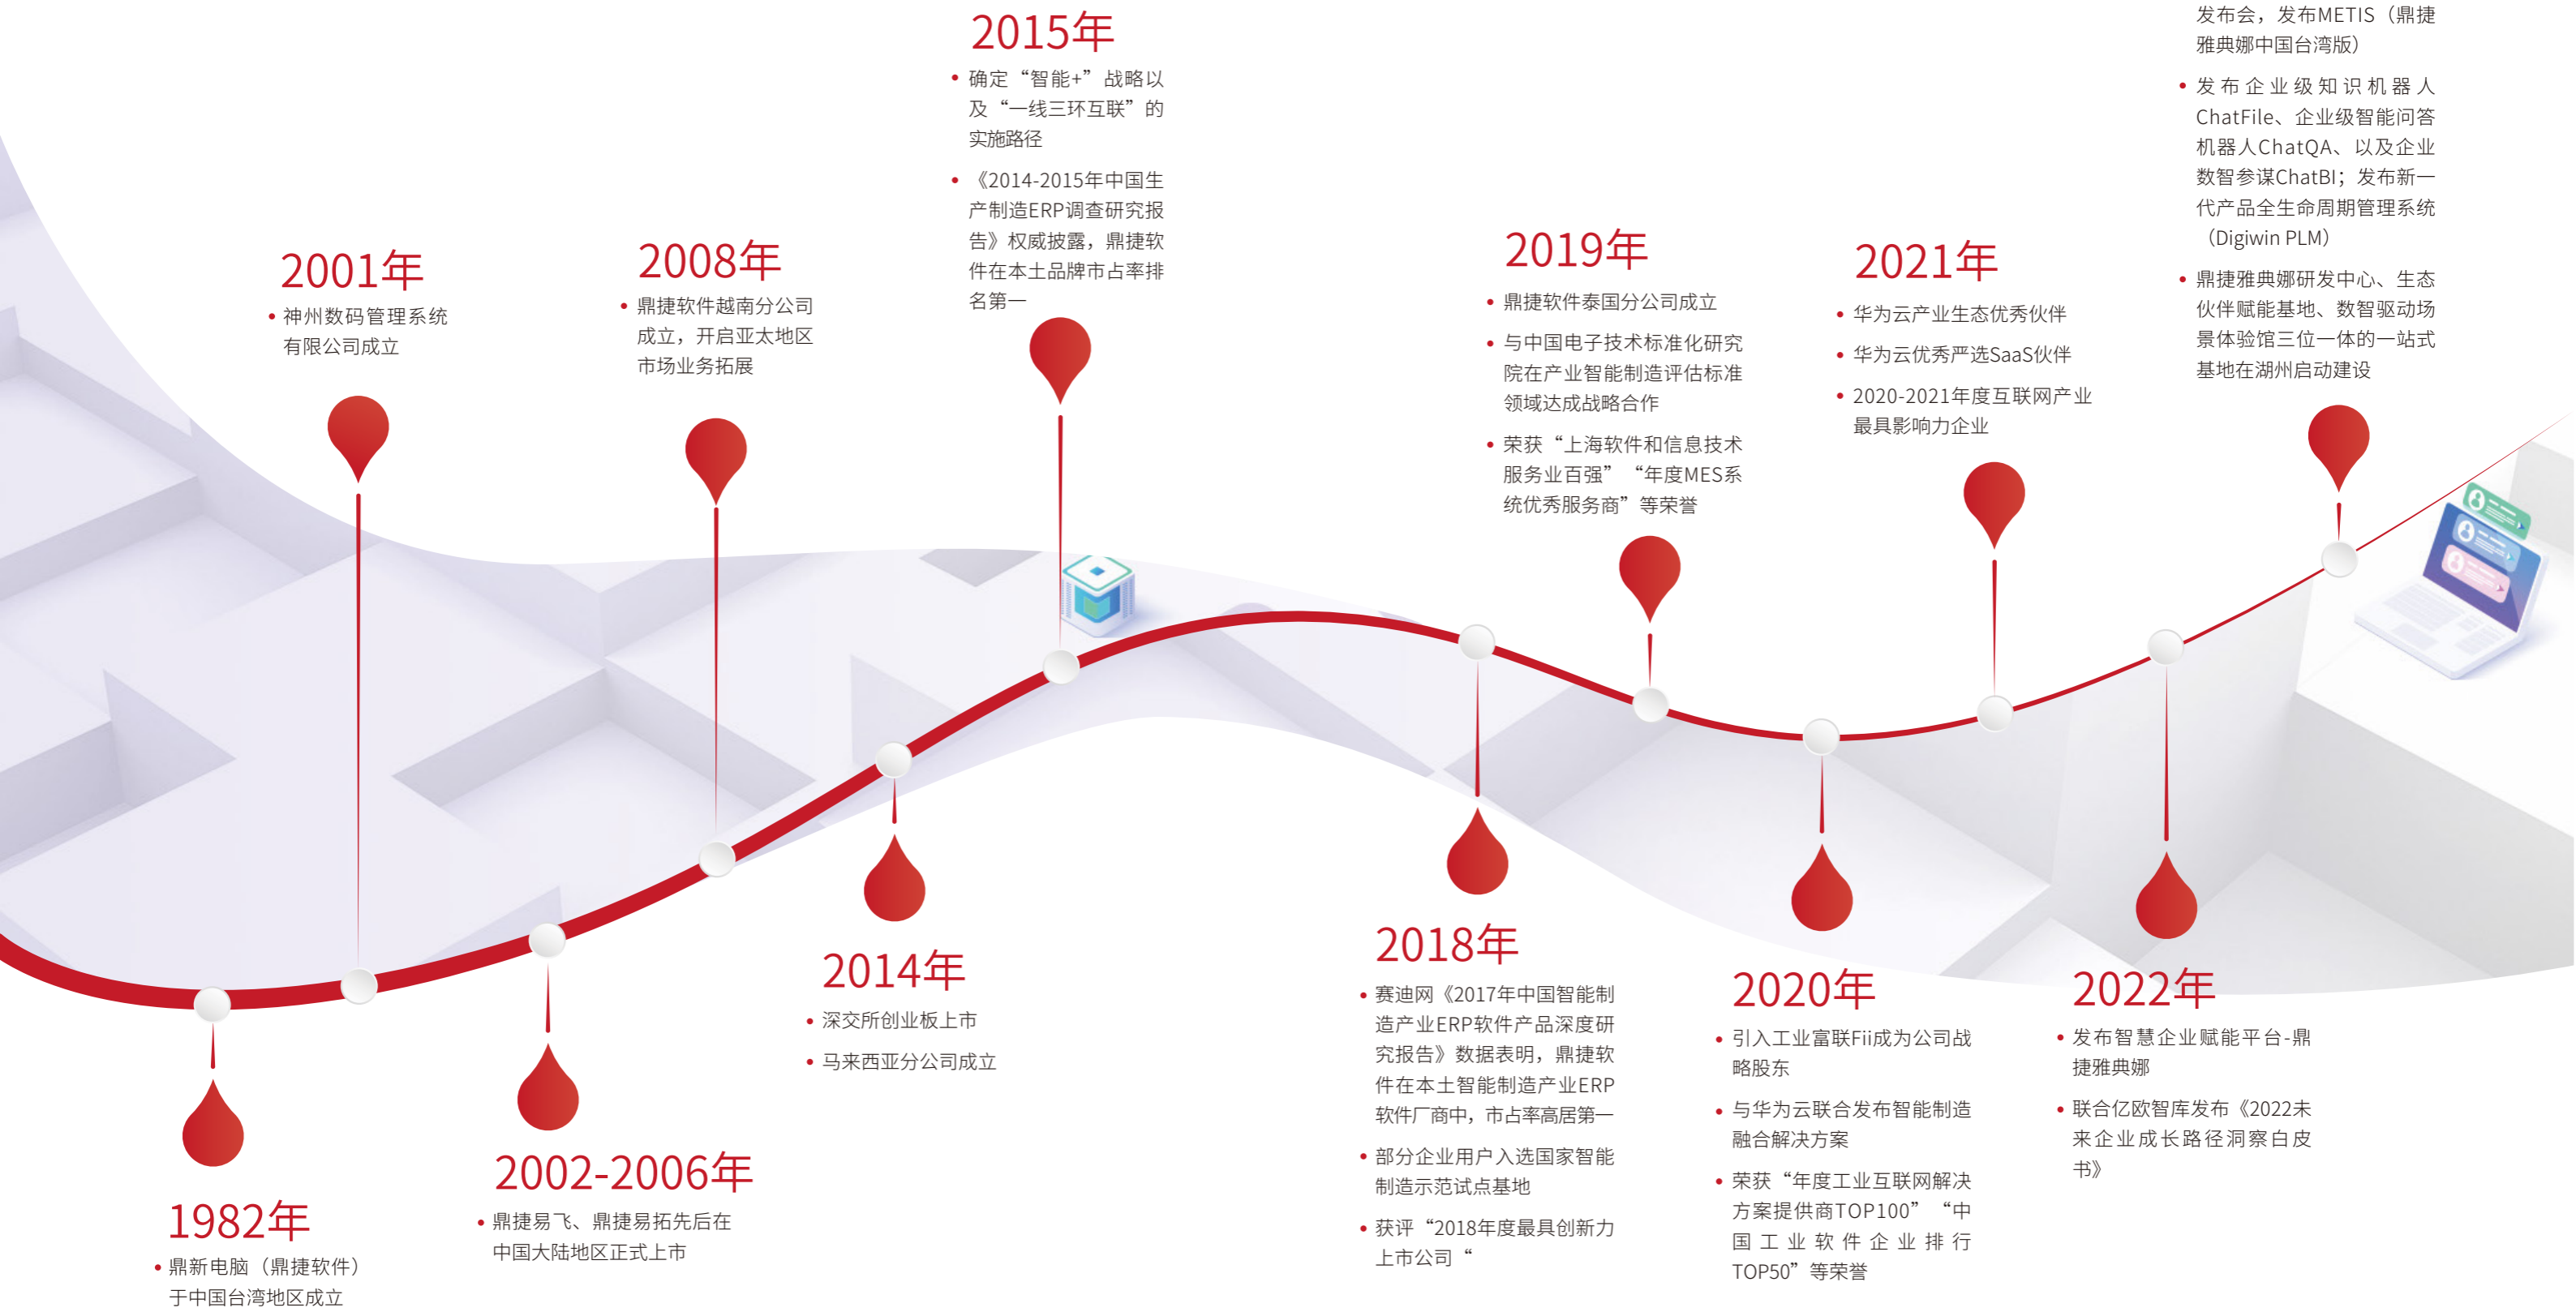 1982年
• 鼎新电脑（鼎捷软件）
于中国台湾地区成立
2001年
• 神州数码管理系统
有限公司成立
2002-2006年
• 鼎捷易飞、鼎捷易拓先后在
中国大陆地区正式上市
2008年
• 鼎捷软件越南分公司
成立，开启亚太地区
市场业务拓展
2014年
• 深交所创业板上市
• 马来西亚分公司成立
2015年
• 确定“智能+”战略以
及“一线三环互联”的
实施路径
• 《2014-2015年中国生
产制造ERP调查研究报
告》权威披露，鼎捷软
件在本土品牌市占率排
名第一
2018年
• 赛迪网《2017年中国智能制
造产业ERP软件产品深度研
究报告》数据表明，鼎捷软
件在本土智能制造产业ERP
软件厂商中，市占率高居第一
• 部分企业用户入选国家智能
制造示范试点基地
• 获评“2018年度最具创新力
上市公司“
2019年
• 鼎捷软件泰国分公司成立
• 与中国电子技术标准化研究
院在产业智能制造评估标准
领域达成战略合作
• 荣获“上海软件和信息技术
服务业百强”“年度MES系
统优秀服务商”等荣誉
2020年
• 引入工业富联Fii成为公司战
略股东
• 与华为云联合发布智能制造
融合解决方案
• 荣获“年度工业互联网解决
方案提供商TOP100”“中
国工业软件企业排行
TOP50”等荣誉
2021年
• 华为云产业生态优秀伙伴
• 华为云优秀严选SaaS伙伴
• 2020-2021年度互联网产业
最具影响力企业
2022年
• 发布智慧企业赋能平台-鼎
捷雅典娜
• 联合亿欧智库发布《2022未
来企业成长路径洞察白皮
书》
发布会，发布METIS（鼎捷
雅典娜中国台湾版）
• 发布企业级知识机器人
ChatFile、企业级智能问答
机器人ChatQA、以及企业
数智参谋ChatBI；发布新一
代产品全生命周期管理系统
（Digiwin PLM）
• 鼎捷雅典娜研发中心、生态
伙伴赋能基地、数智驱动场
景体验馆三位一体的一站式
基地在湖州启动建设